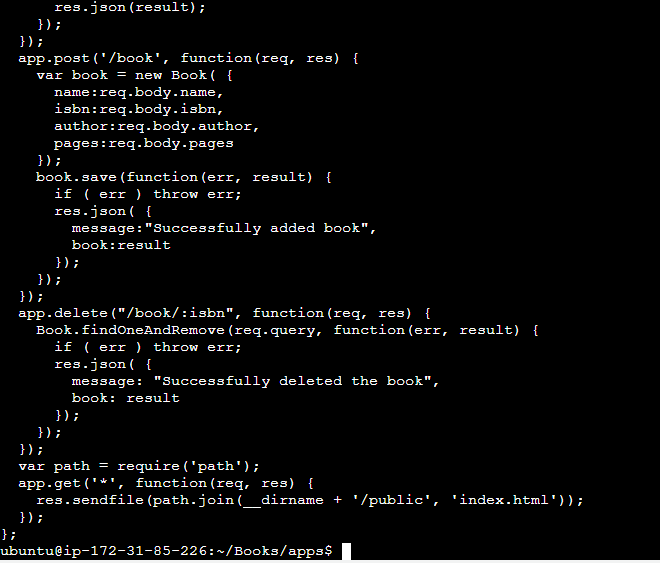 res.json(result);
    });
  });
  app.post('/book', function(req, res) {
    var book = new Book( {
      name:req.body.name,
      isbn:req.body.isbn,
      author:req.body.author,
      pages:req.body.pages
    });
    book.save(function(err, result) {
      if ( err ) throw err;
      res.json( {
        message:"Successfully added book",
        book:result
      });
    });
  });
  app.delete("/book/:isbn", function(req, res) {
    Book.findOneAndRemove(req.query, function(err, result) {
      if ( err ) throw err;
      res.json( {
        message: "Successfully deleted the book",
        book: result
      });
    });
  });
  var path = require('path');
  app.get('*', function(req, res) {
    res.sendfile(path.join(__dirname + '/public', 'index.html'));
  });
};
ubuntu@ip-172-31-85-226:~/Books/apps$